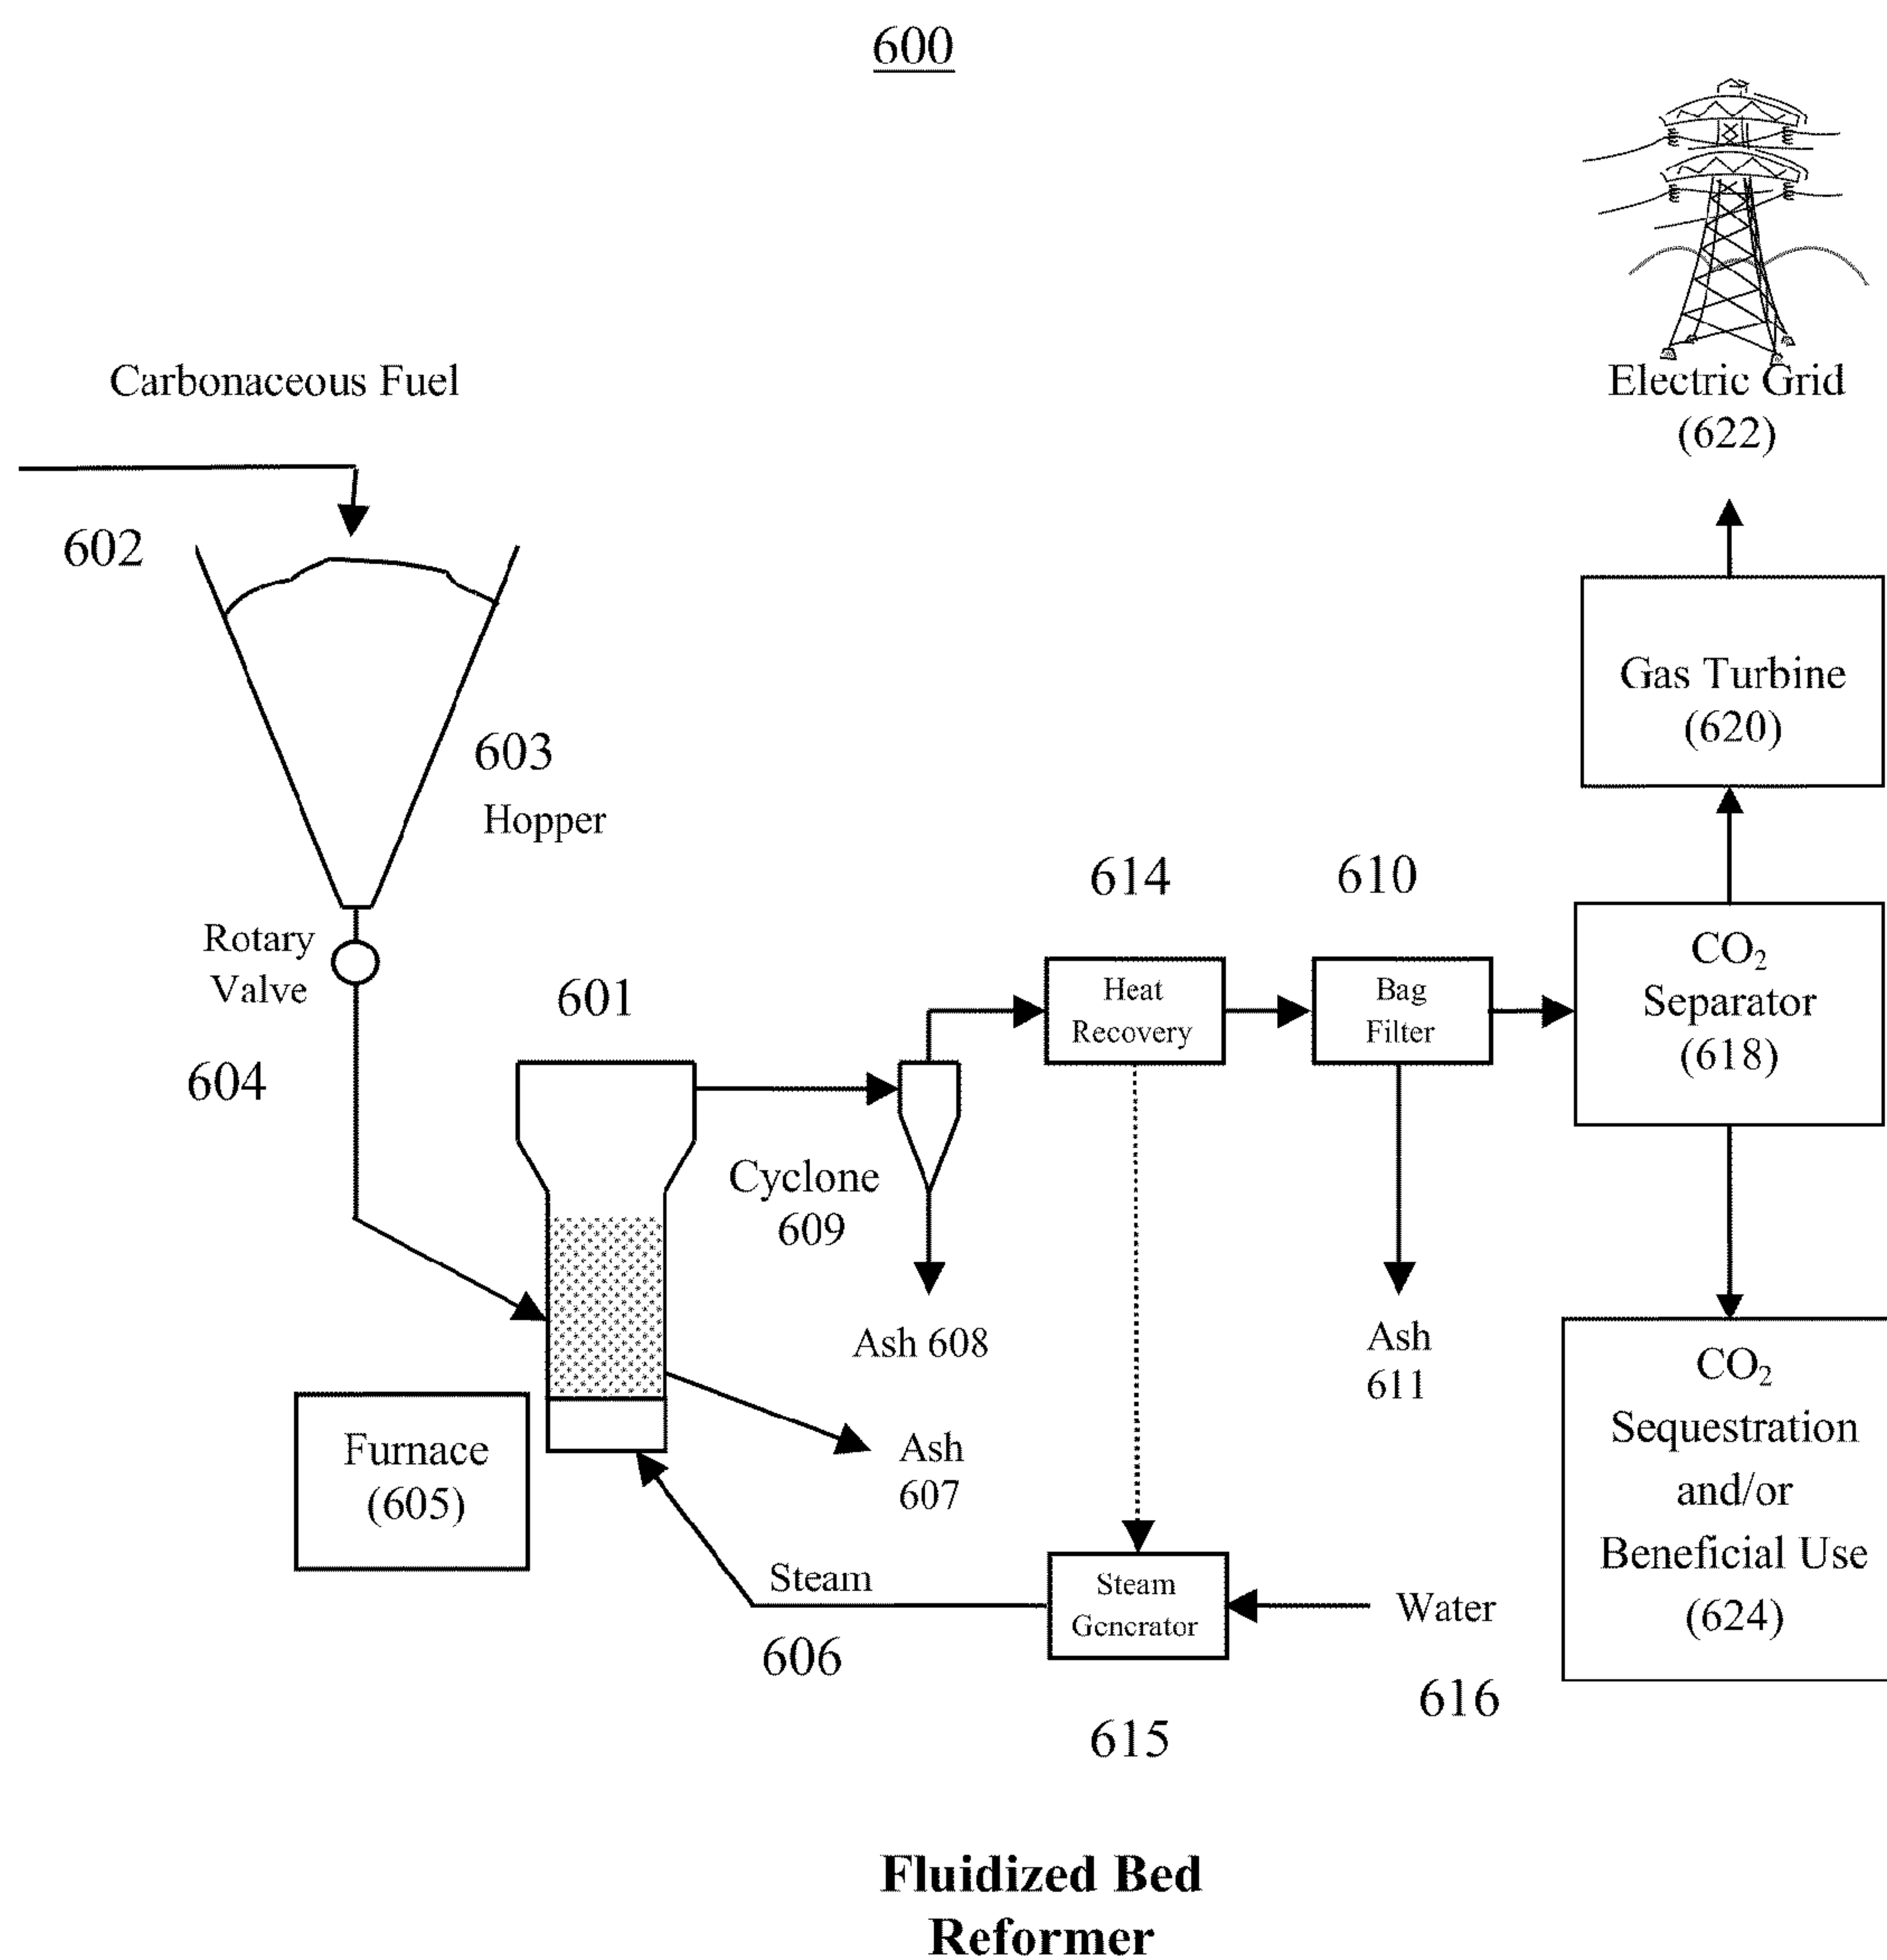 600
Carbonaceous Fuel
Electric Grid
(622)
602
Gas Turbine
(620)
603
Hopper
614
610
Rotary
Valve
601
Heat
Recovery
Bag
Filter
CO₂
Separator
(618)
604
Cyclone
609
Ash 608
Ash
611
CO₂
Sequestration
and/or
Beneficial Use
(624)
Furnace
(605)
Ash
607
Steam
606
Steam
Generator
Water
616
615
Fluidized Bed
Reformer